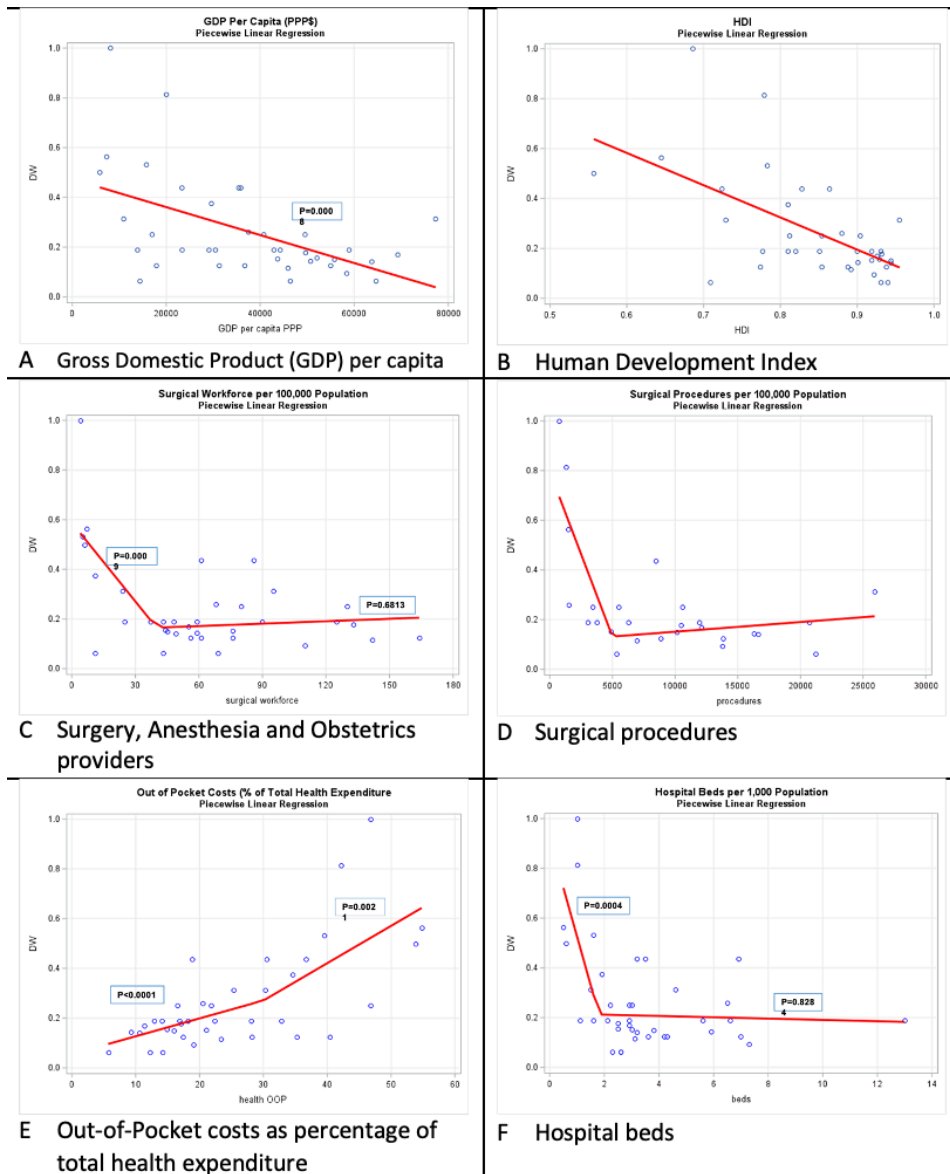 GDP Per Capita (PPP$)
Piecewise Linear Regression
1.0
0.8
0.6
0.4
0.2
0.0
DW
P=0.000
8
0
20000
40000
60000
80000
GDP per capita PPP
A Gross Domestic Product (GDP) per capita
HDI
Piecewise Linear Regression
1.0
0.8
0.6
0.4
0.2
0.0
DW
0.5
0.6
0.7
0.8
0.9
1.0
HDI
B Human Development Index
Surgical Workforce per 100,000 Population
Piecewise Linear Regression
1.0
0.8
0.6
0.4
0.2
0.0
DW
P=0.000
9
P=0.6813
0
30
60
90
120
150
180
surgical workforce
C Surgery, Anesthesia and Obstetrics
providers
Surgical Procedures per 100,000 Population
Piecewise Linear Regression
1.0
0.8
0.6
0.4
0.2
0.0
DW
0
5000
10000
15000
20000
25000
30000
procedures
D Surgical procedures
Out of Pocket Costs (% of Total Health Expenditure
Piecewise Linear Regression
1.0
0.8
0.6
0.4
0.2
0.0
DW
P=0.002
1
P<0.0001
0
10
20
30
40
50
60
health OOP
E Out-of-Pocket costs as percentage of
total health expenditure
Hospital Beds per 1,000 Population
Piecewise Linear Regression
1.0
0.8
0.6
0.4
0.2
0.0
DW
P=0.0004
P=0.828
4
0
2
4
6
8
10
12
14
beds
F Hospital beds